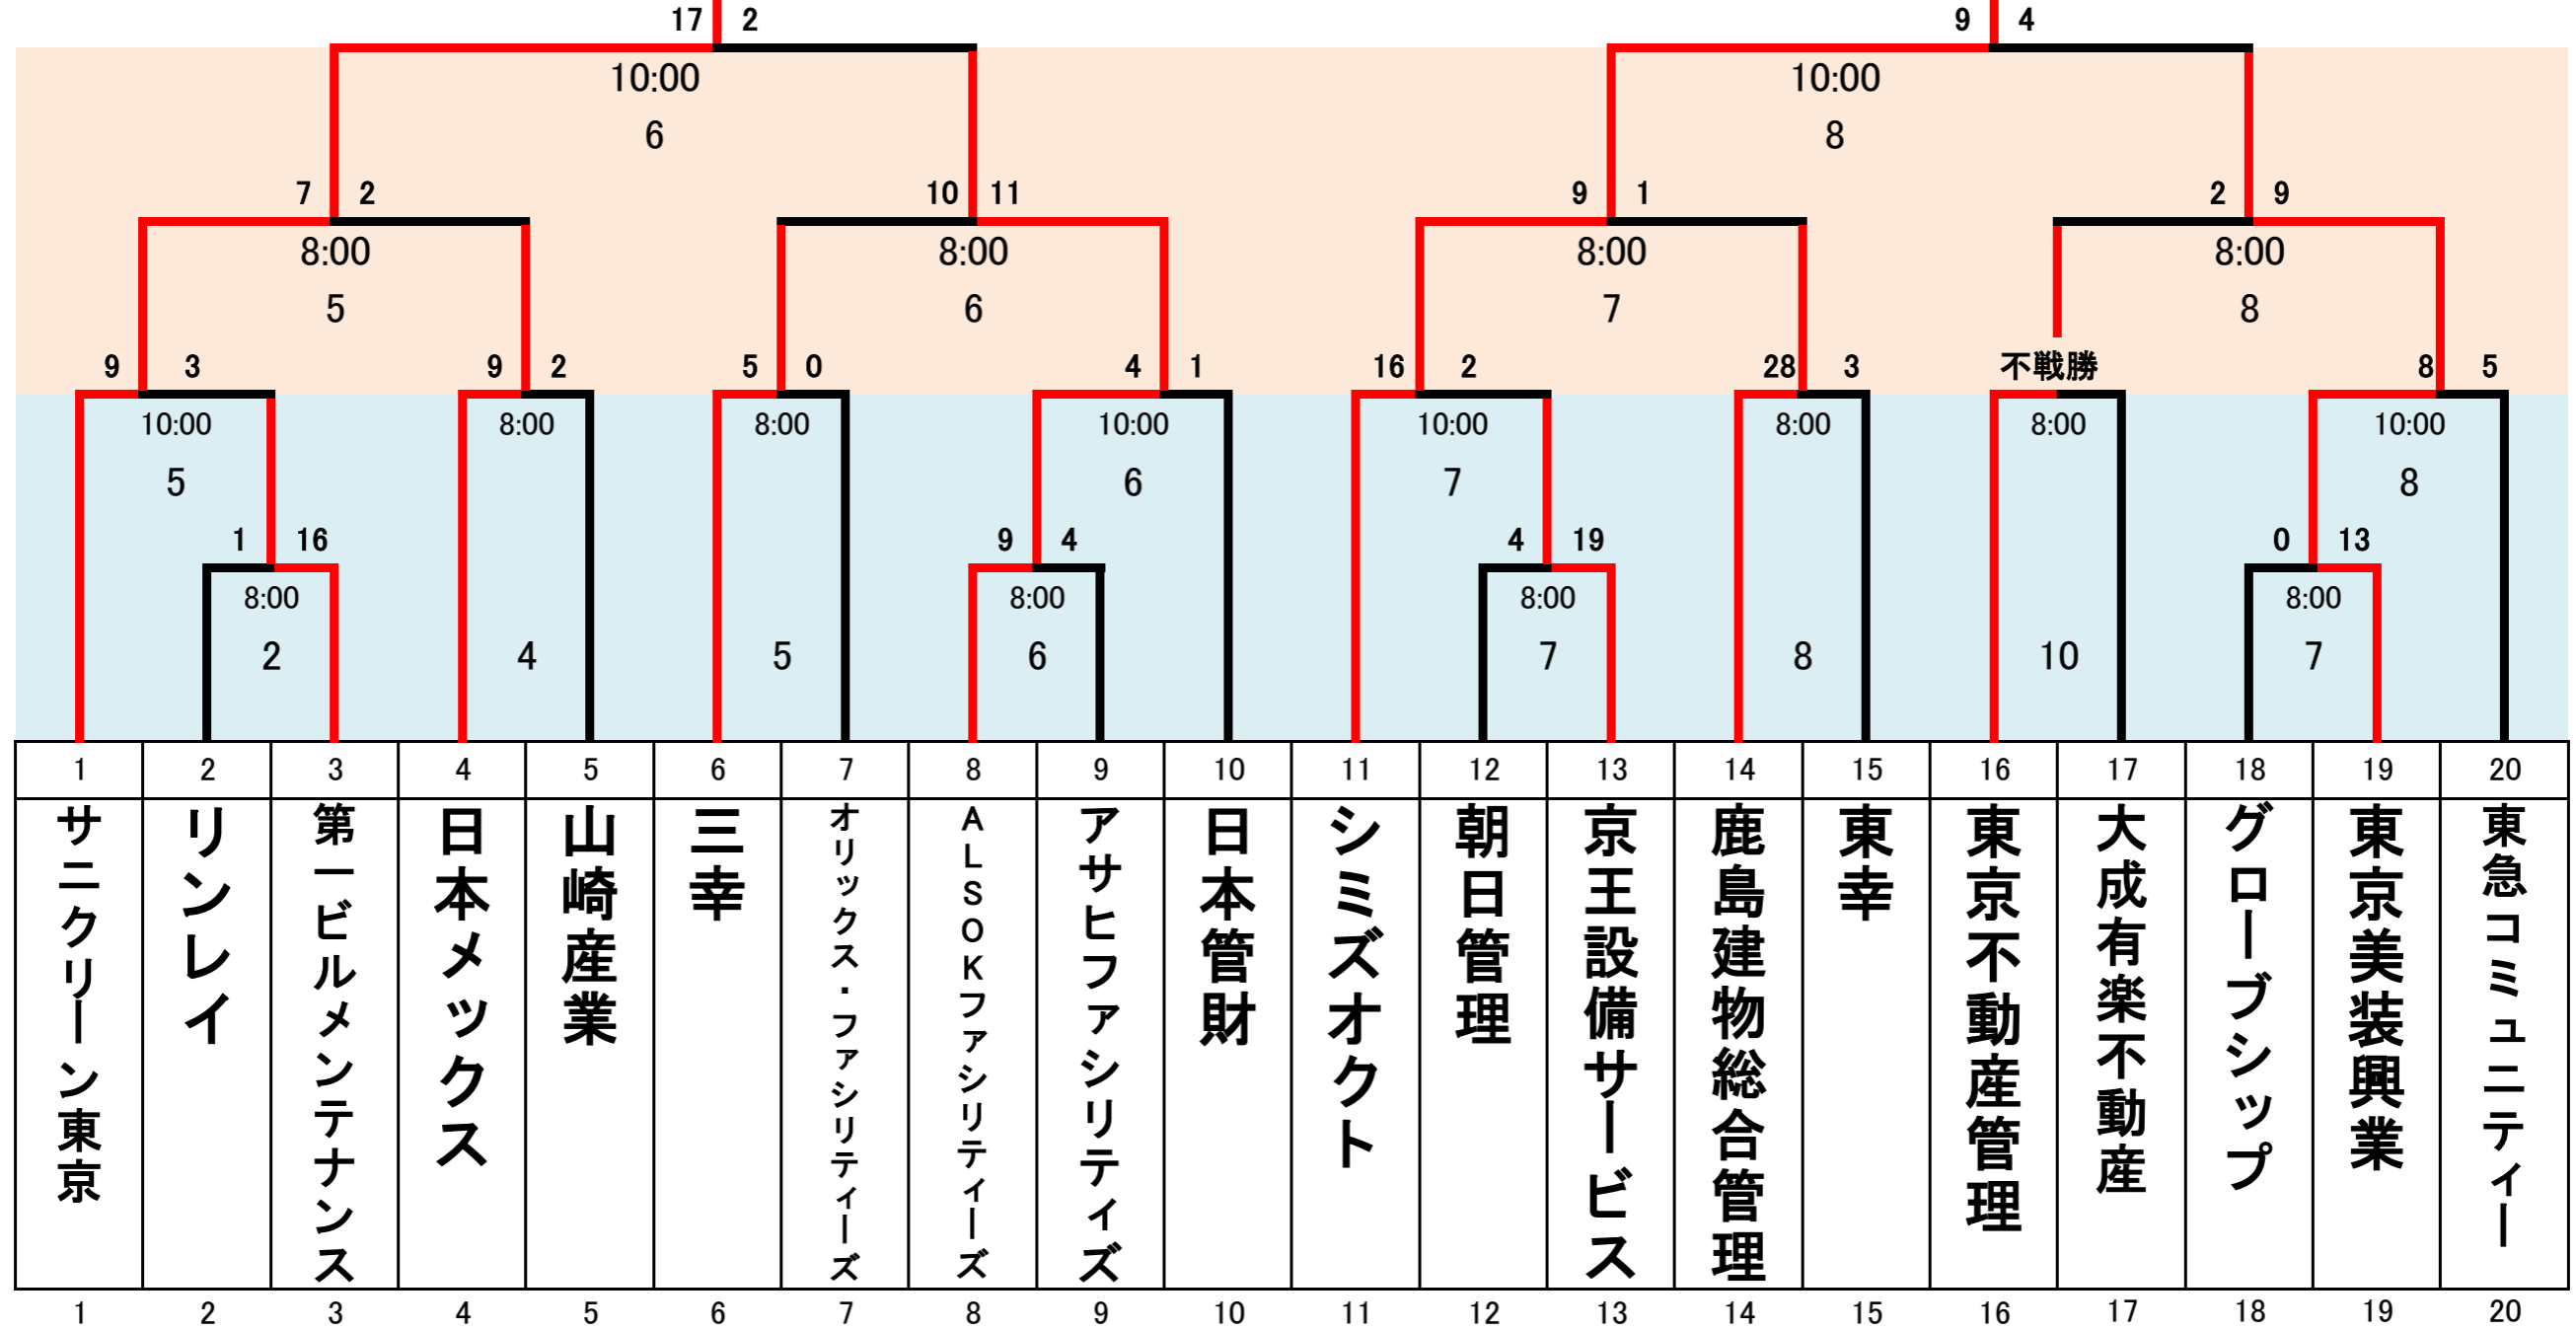 17 2 9 4
10:00 10:00
6 8
7 2 10 11 9 1 2 9
8:00 8:00 8:00 8:00
5 6 7 8
9 3 9 2 5 0 4 1 16 2 28 3 不戦勝 8 5
10:00 8:00 8:00 10:00 10:00 8:00 8:00 10:00
5 6 7 8
1 16 9 4 4 19 0 13
8:00 8:00 8:00 8:00
2 4 5 6 7 8 10 7
1 2 3 4 5 6 7 8 9 10 11 12 13 14 15 16 17 18 19 20
サニクリーン東京
リンレイ
第一ビルメンテナンス
日本メックス
山崎産業
三幸
オリックス・ファシリティーズ
ALSOKファシリティーズ
アサヒファシリティズ
日本管財
シミズオクト
朝日管理
京王設備サービス
鹿島建物総合管理
東幸
東京不動産管理
大成有楽不動産
グローブシップ
東京美装興業
東急コミュニティー
1 2 3 4 5 6 7 8 9 10 11 12 13 14 15 16 17 18 19 20